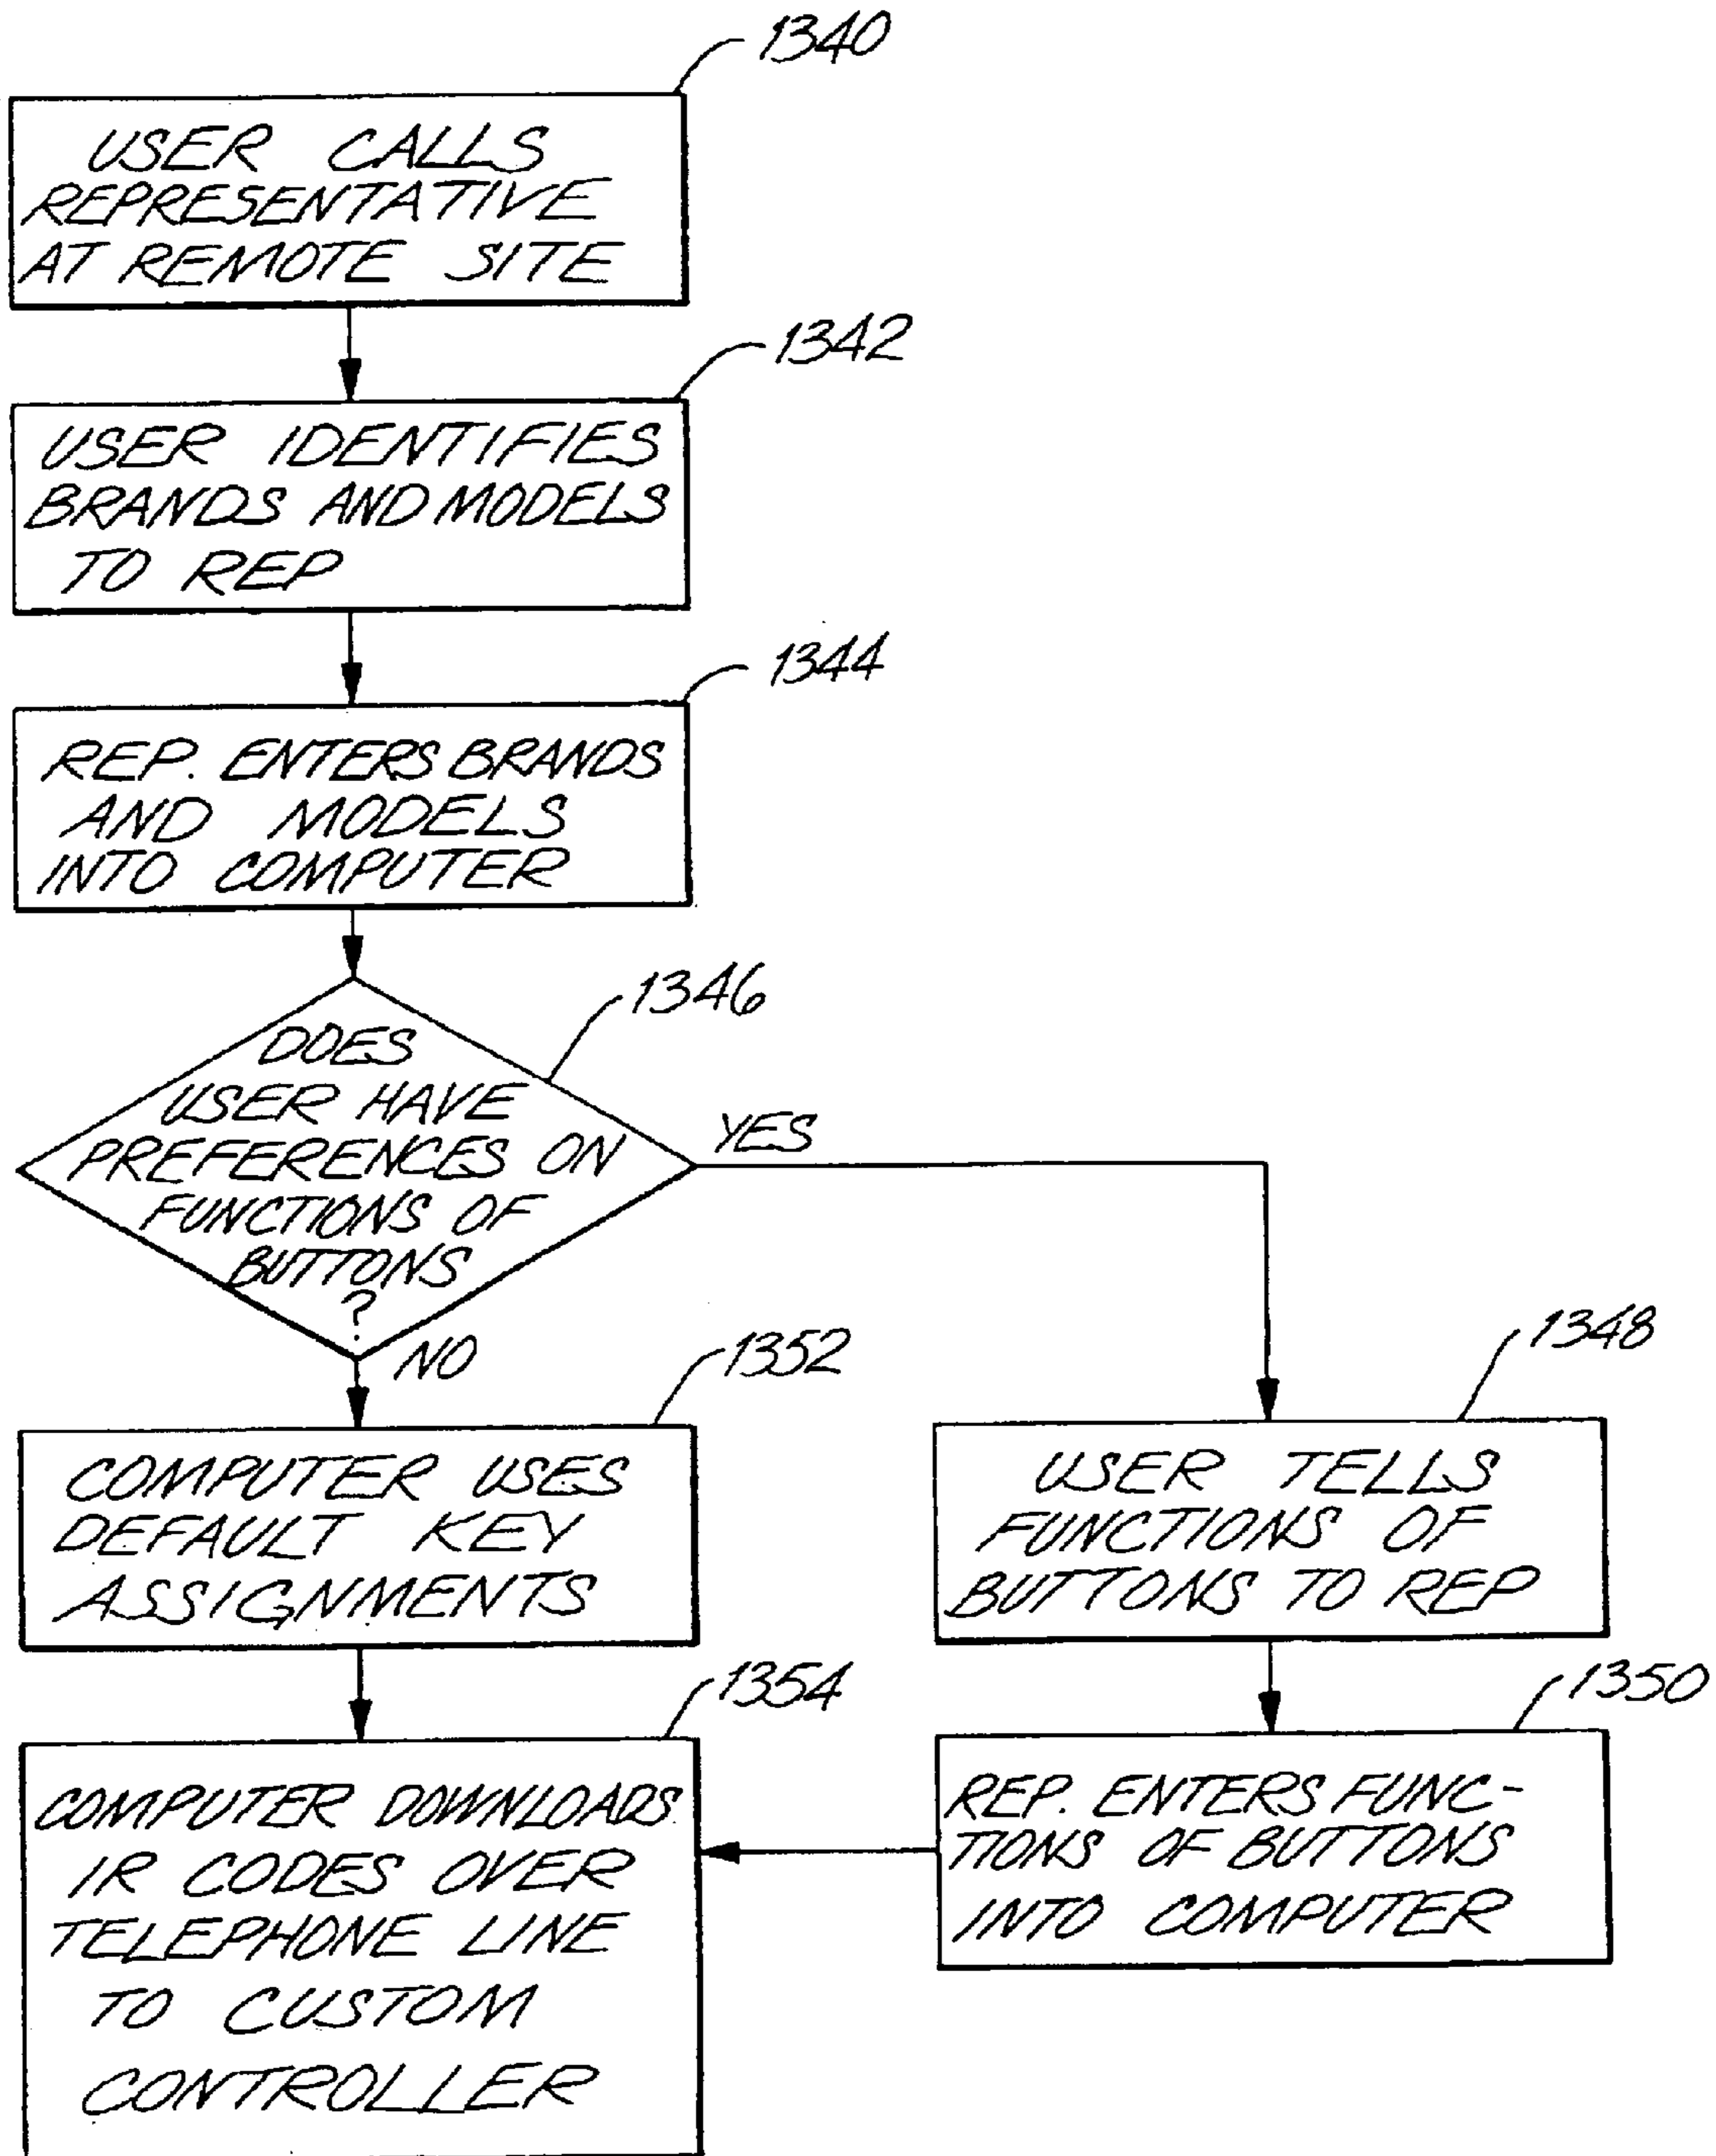 1340
USER CALLS
REPRESENTATIVE
AT REMOTE SITE
1342
USER IDENTIFIES
BRANDS AND MODELS
TO REP
1344
REP. ENTERS BRANDS
AND MODELS
INTO COMPUTER
1346
DOES
USER HAVE
PREFERENCES ON
FUNCTIONS OF
BUTTONS
?
YES
NO
1352
COMPUTER USES
DEFAULT KEY
ASSIGNMENTS
1348
USER TELLS
FUNCTIONS OF
BUTTONS TO REP
1354
COMPUTER DOWNLOADS
IR CODES OVER
TELEPHONE LINE
TO CUSTOM
CONTROLLER
1350
REP. ENTERS FUNC-
TIONS OF BUTTONS
INTO COMPUTER